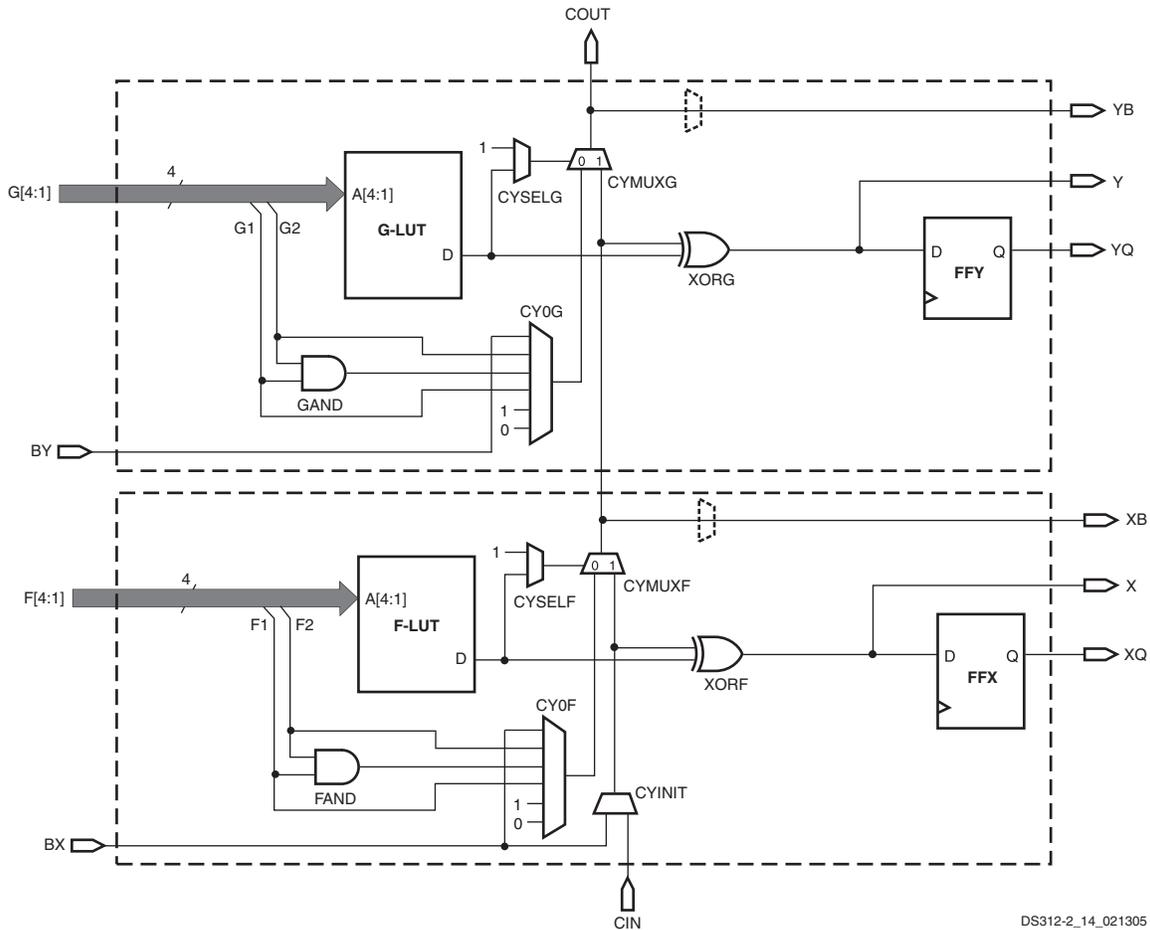 COUT
YB
1
0 1
4
CYSELG
CYMUXG
Y
G[4:1]
A[4:1]
G1
G2
G-LUT
D
XORG
D
Q
YQ
FFY
CY0G
GAND
1
0
BY
XB
1
0 1
4
CYSELF
CYMUXF
X
F[4:1]
A[4:1]
F1
F2
F-LUT
D
XORF
D
Q
XQ
FFX
CY0F
FAND
1
0
CYINIT
BX
CIN
DS312-2_14_021305